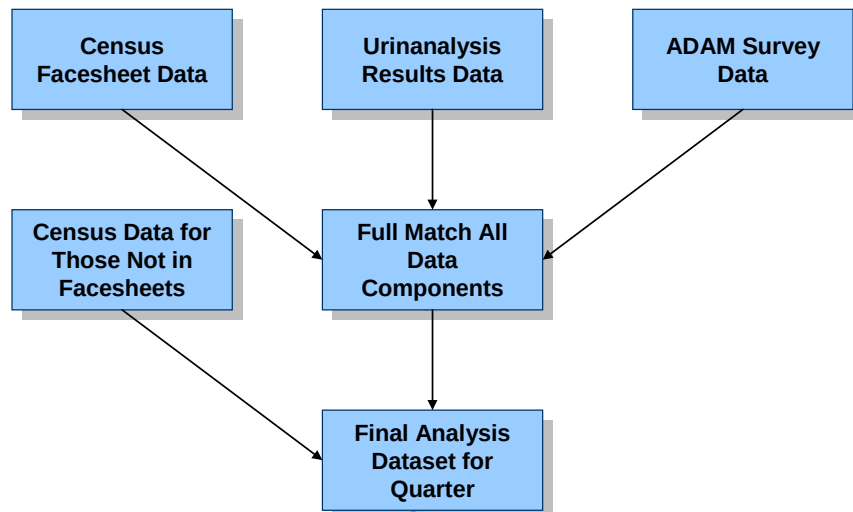 Census
Facesheet Data
Urinanalysis
Results Data
ADAM Survey
Data
Census Data for
Those Not in
Facesheets
Full Match All
Data
Components
Final Analysis
Dataset for
Quarter